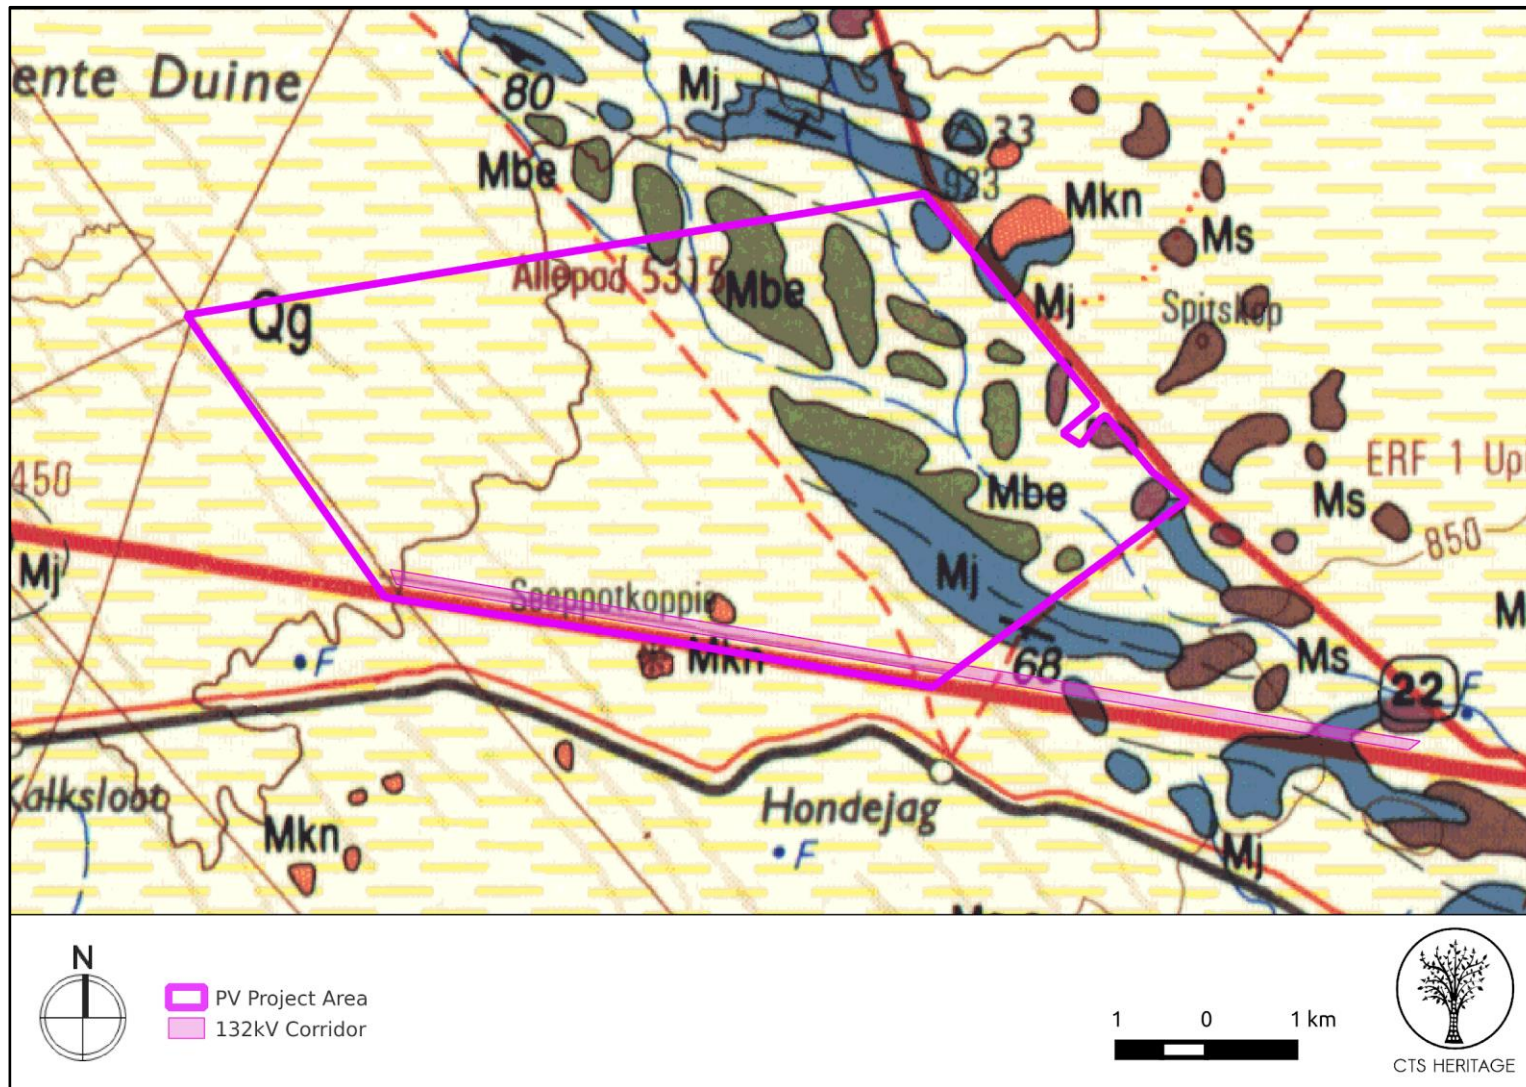 ente Duine
80
Mj
33
Mbe
933
Mkn
Ms
Allepad 5315
Mbe
Qg
Mj
Spitskop
450
ERF 1 Up
Mbe
Ms
850
Mj
Mj
Seeppotkoppie
M
F
Mkn
68
Ms
22
F
Kalksloot
Hondejag
Mkn
F
Mj
N
PV Project Area
132kV Corridor
1 0 1 km
CTS HERITAGE